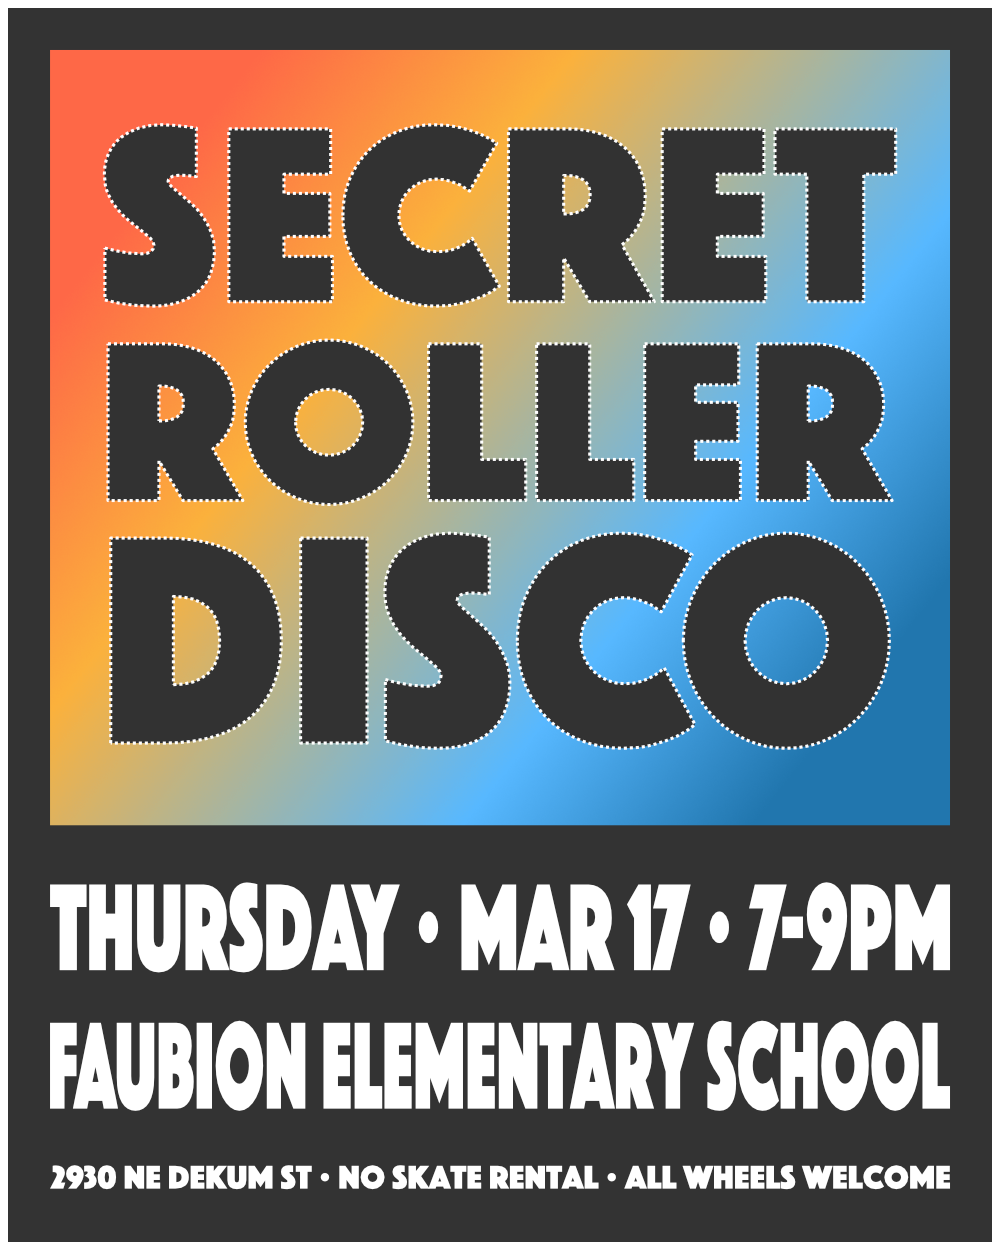 SECRET
ROLLER
DISCO
THURSDAY • MAR 17 • 7-9PM
FAUBION ELEMENTARY SCHOOL
2930 NE DEKUM ST • NO SKATE RENTAL • ALL WHEELS WELCOME